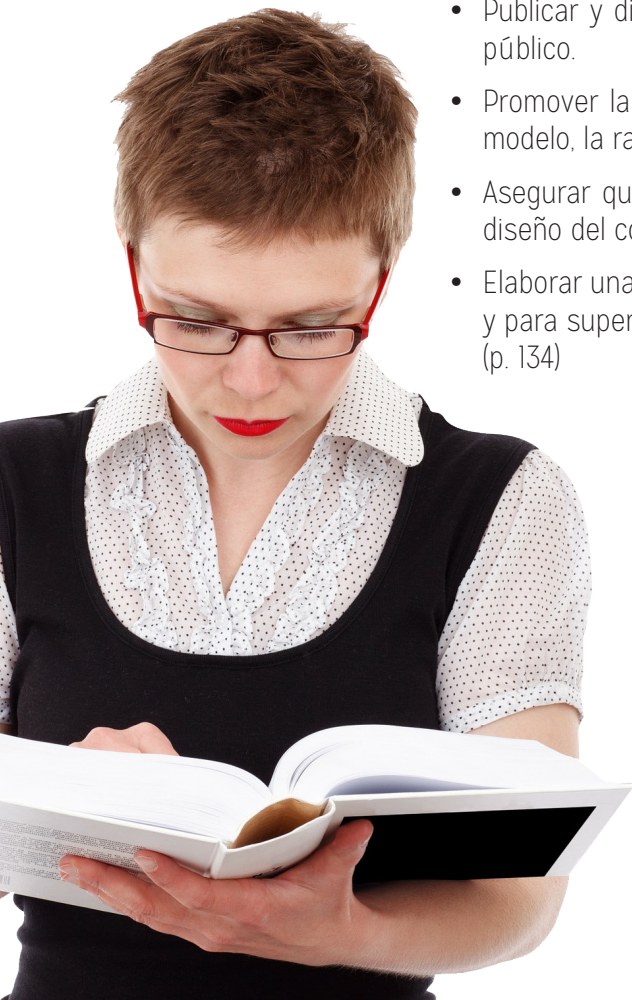 • Publicar y di
público.
• Promover la
modelo, la ra
• Asegurar qu
diseño del co
• Elaborar una
y para super
(p. 134)